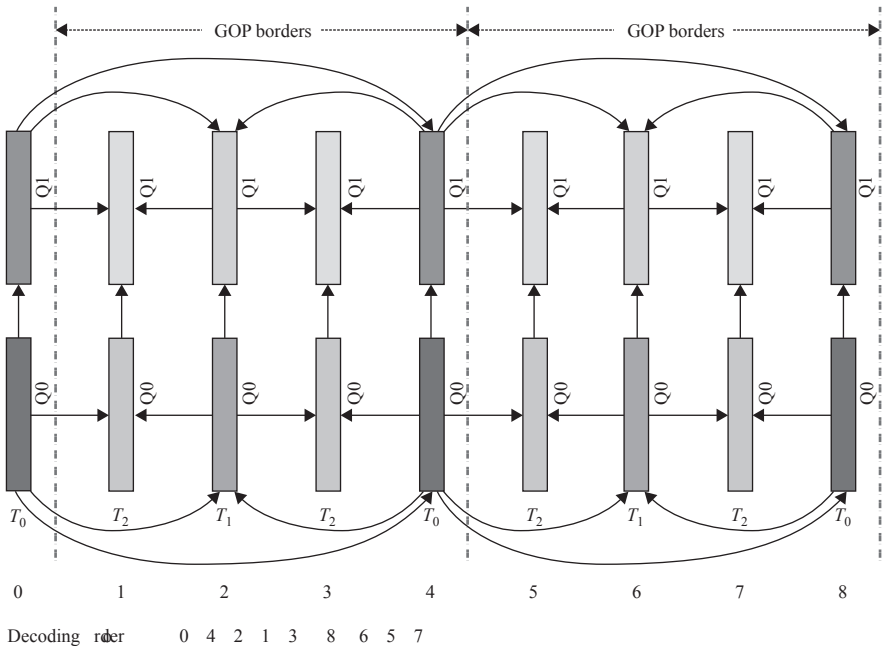 GOP borders GOP borders
Q1 Q1 Q1 Q1 Q1 Q1 Q1 Q1 Q1
Q0 Q0 Q0 Q0 Q0 Q0 Q0 Q0 Q0
T0 T2 T1 T2 T0 T2 T1 T2 T0
0 1 2 3 4 5 6 7 8
Decoding 0 4 2 1 3 8 6 5 7